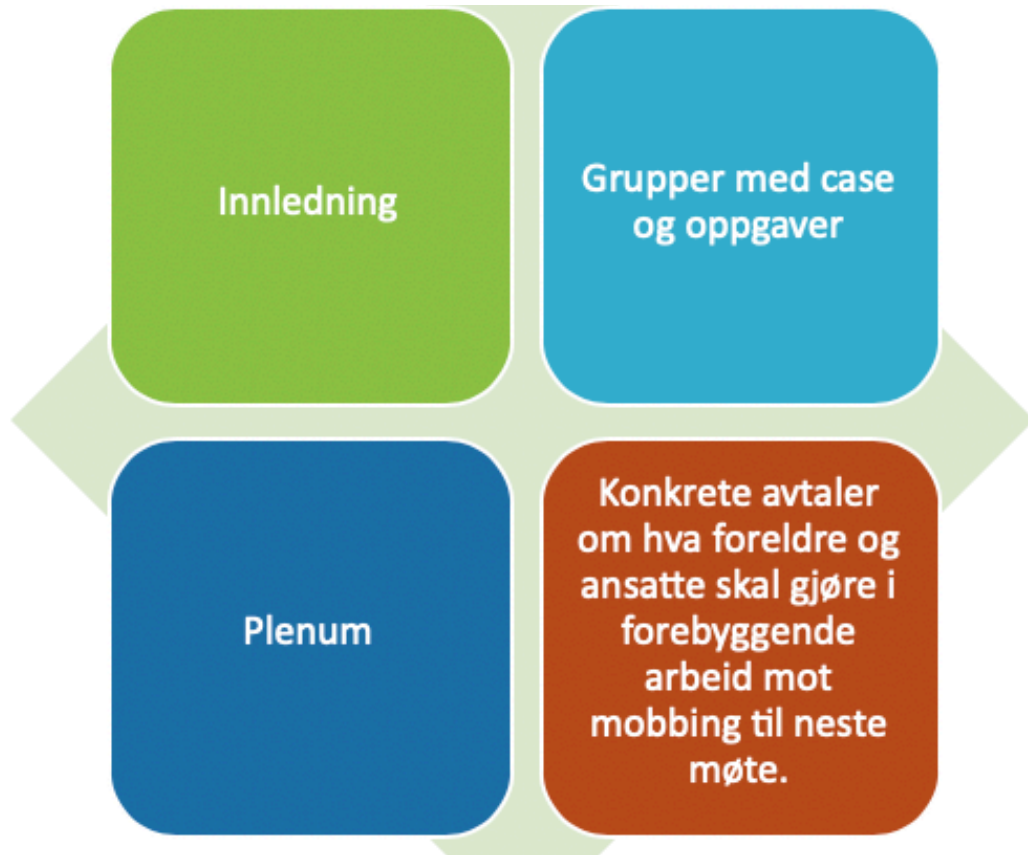 Innledning
Grupper med case
og oppgaver
Plenum
Konkrete avtaler
om hva foreldre og
ansatte skal gjøre i
forebyggende
arbeid mot
mobbing til neste
møte.